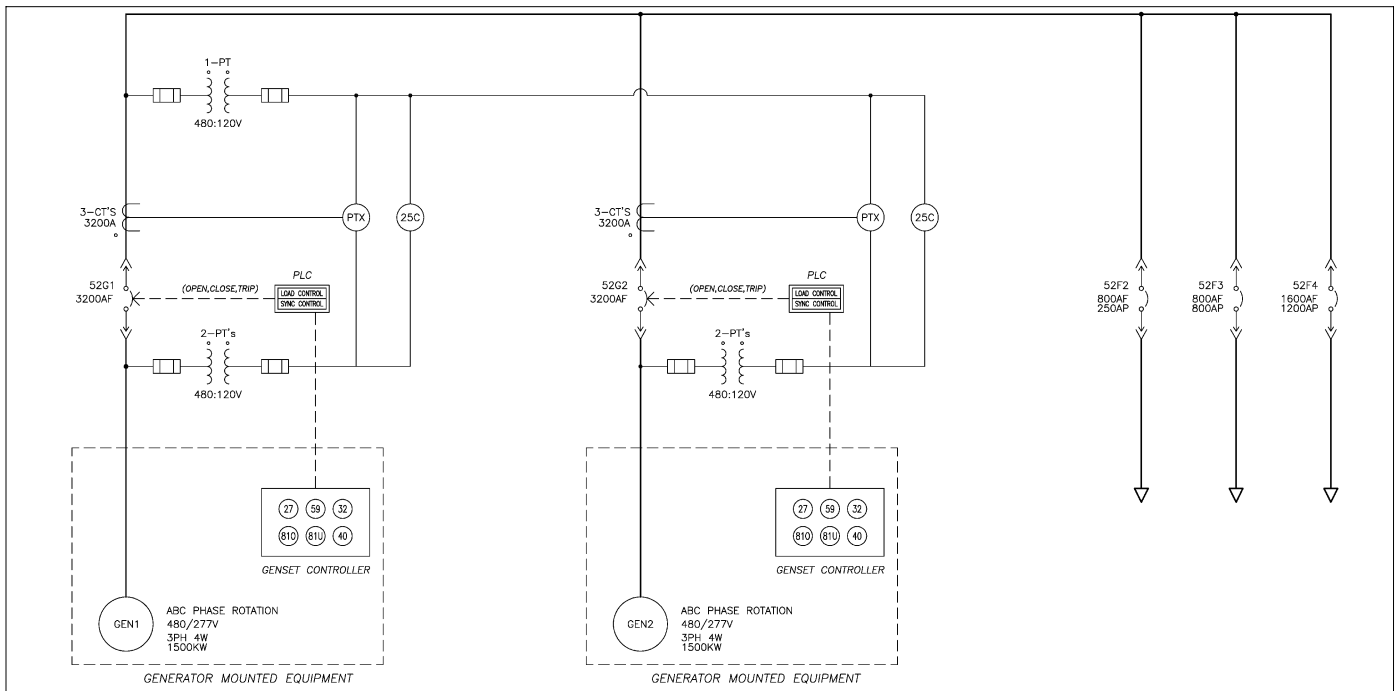 1-PT
480:120V
3-CT'S
3200A
PTX
25C
3-CT'S
3200A
PTX
25C
52G1
3200AF
(OPEN,CLOSE,TRIP)
PLC
LOAD CONTROL
SYNC CONTROL
52G2
3200AF
(OPEN,CLOSE,TRIP)
PLC
LOAD CONTROL
SYNC CONTROL
52F2
800AF
250AP
52F3
800AF
800AP
52F4
1600AF
1200AP
2-PT's
480:120V
2-PT's
480:120V
27 59 32
81O 81U 40
GENSET CONTROLLER
27 59 32
81O 81U 40
GENSET CONTROLLER
GEN1
ABC PHASE ROTATION
480/277V
3PH 4W
1500KW
GEN2
ABC PHASE ROTATION
480/277V
3PH 4W
1500KW
GENERATOR MOUNTED EQUIPMENT
GENERATOR MOUNTED EQUIPMENT